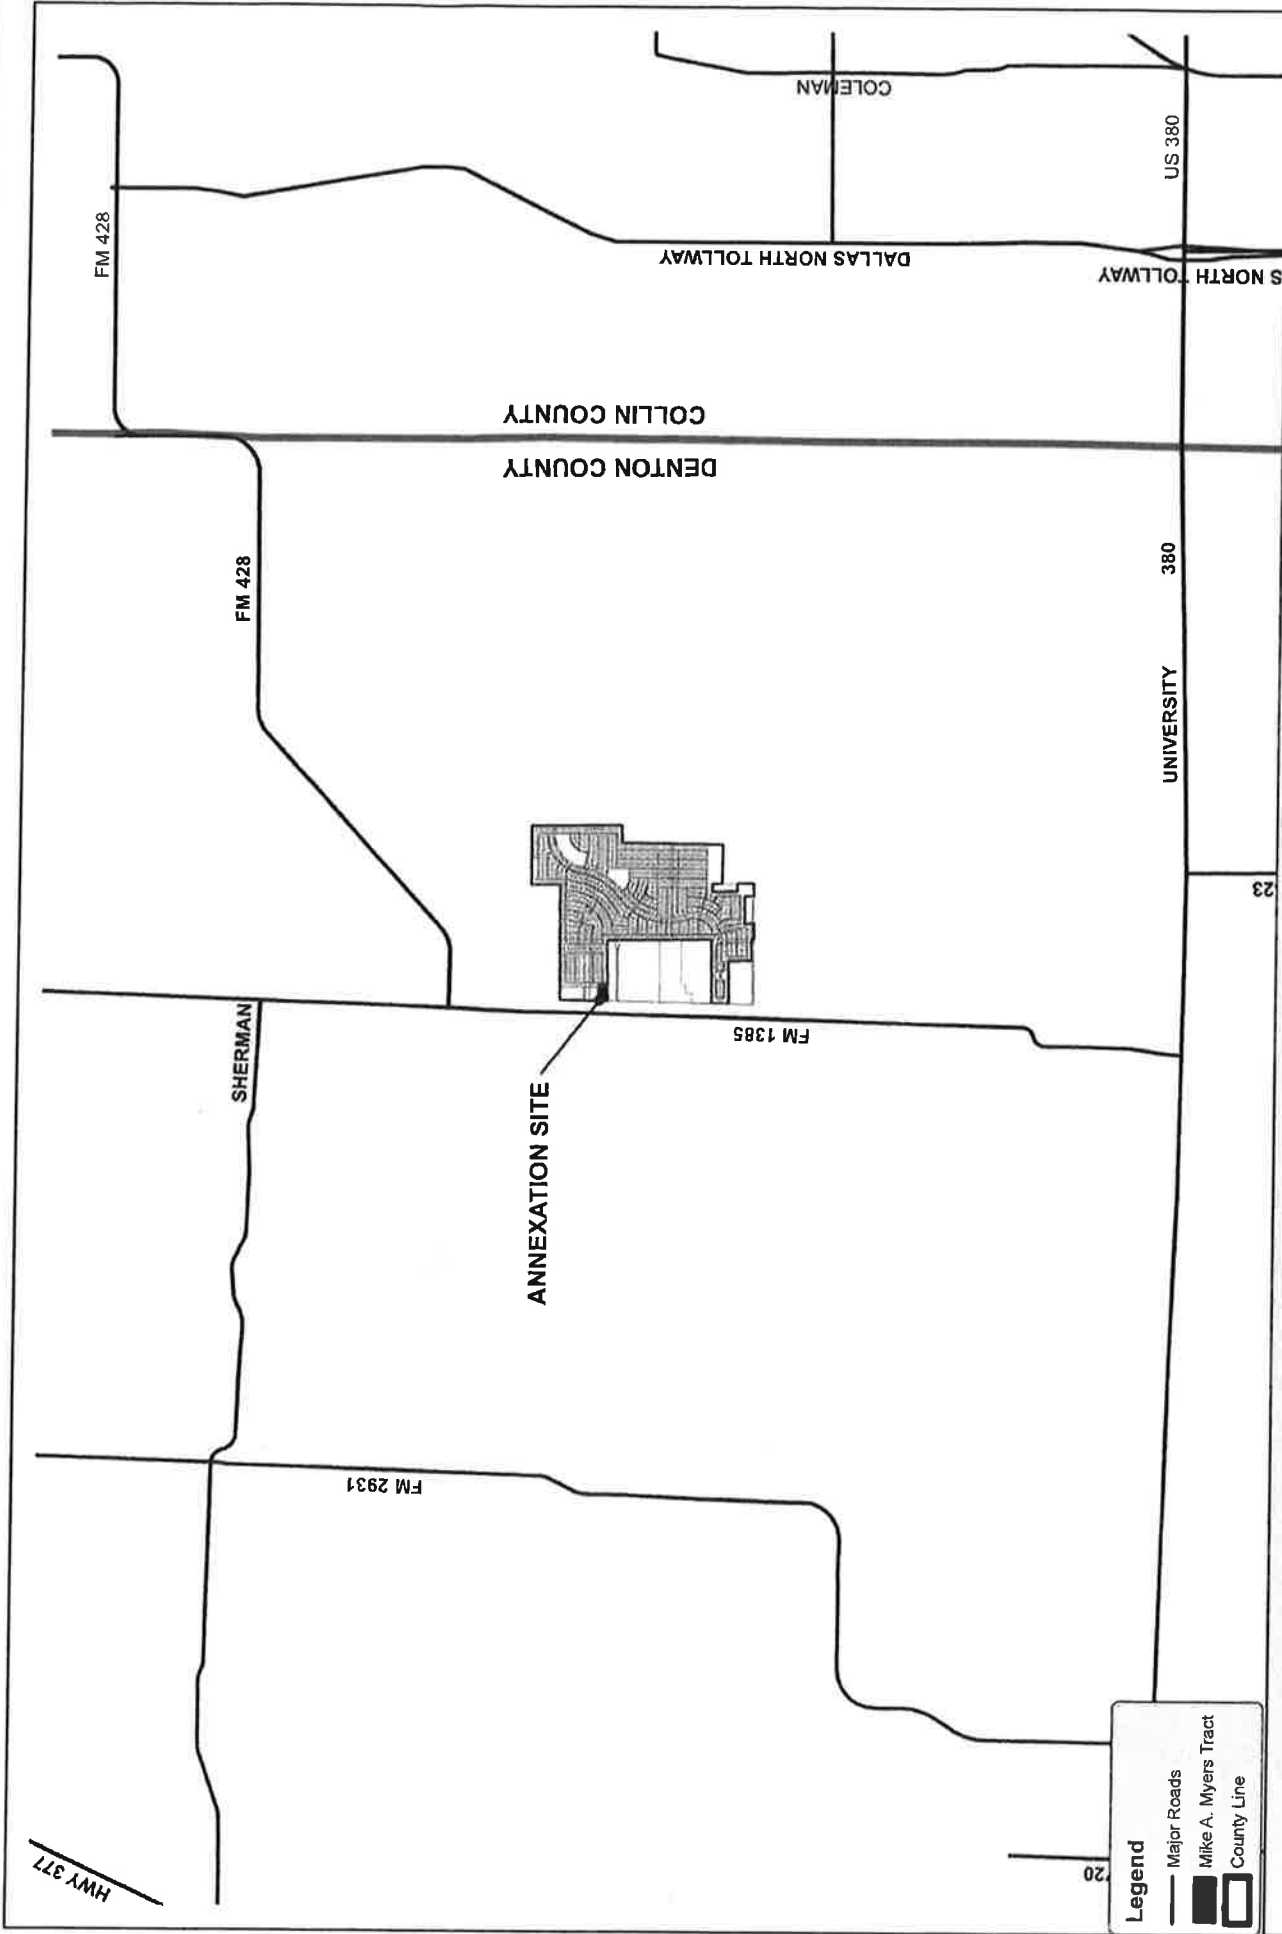 HWY 377
SHERMAN
FM 428
FM 428
FM 2931
ANNEXATION SITE
FM 1385
DENTON COUNTY
COLLIN COUNTY
DALLAS NORTH TOLLWAY
COLEMAN
UNIVERSITY
380
US 380
S NORTH TOLLWAY
720
23
Legend
Major Roads
Mike A. Myers Tract
County Line